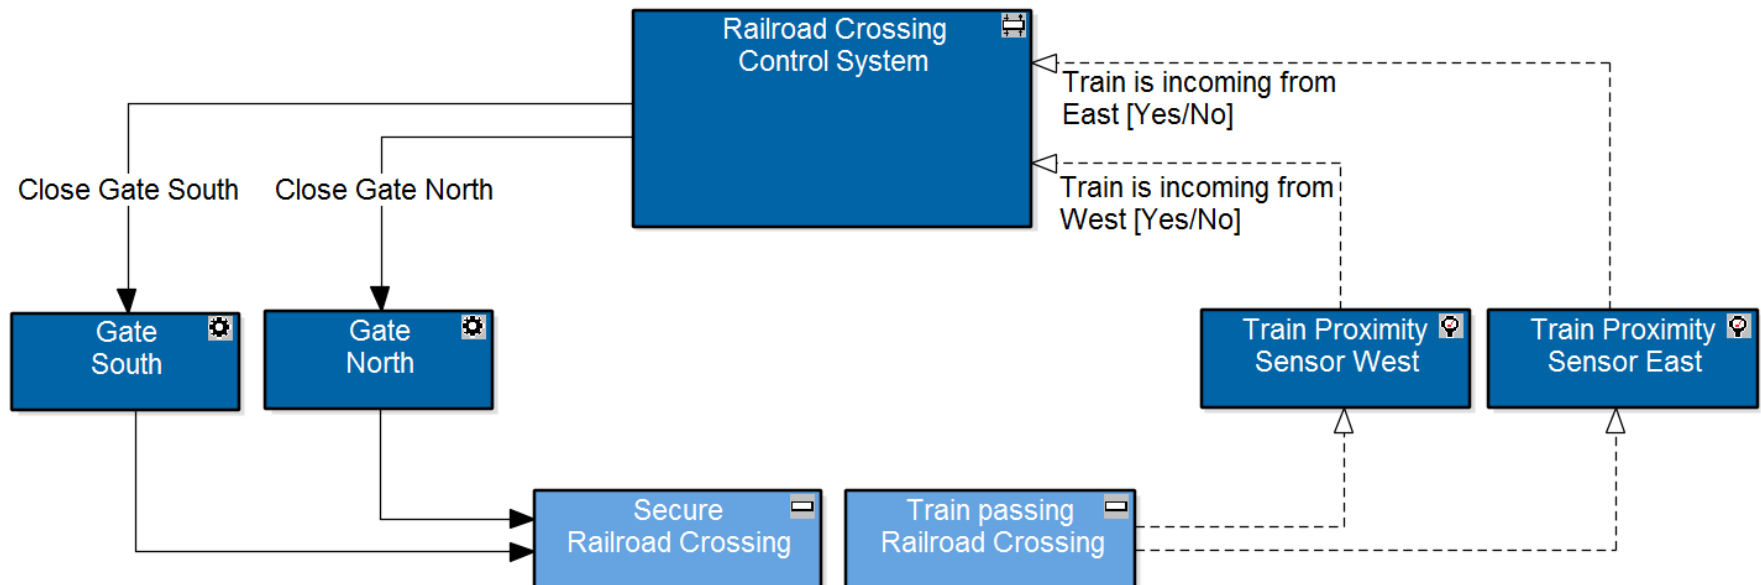 Railroad Crossing
Control System
Train is incoming from
East [Yes/No]
Train is incoming from
West [Yes/No]
Close Gate South
Close Gate North
Gate
South
Gate
North
Train Proximity
Sensor West
Train Proximity
Sensor East
Secure
Railroad Crossing
Train passing
Railroad Crossing